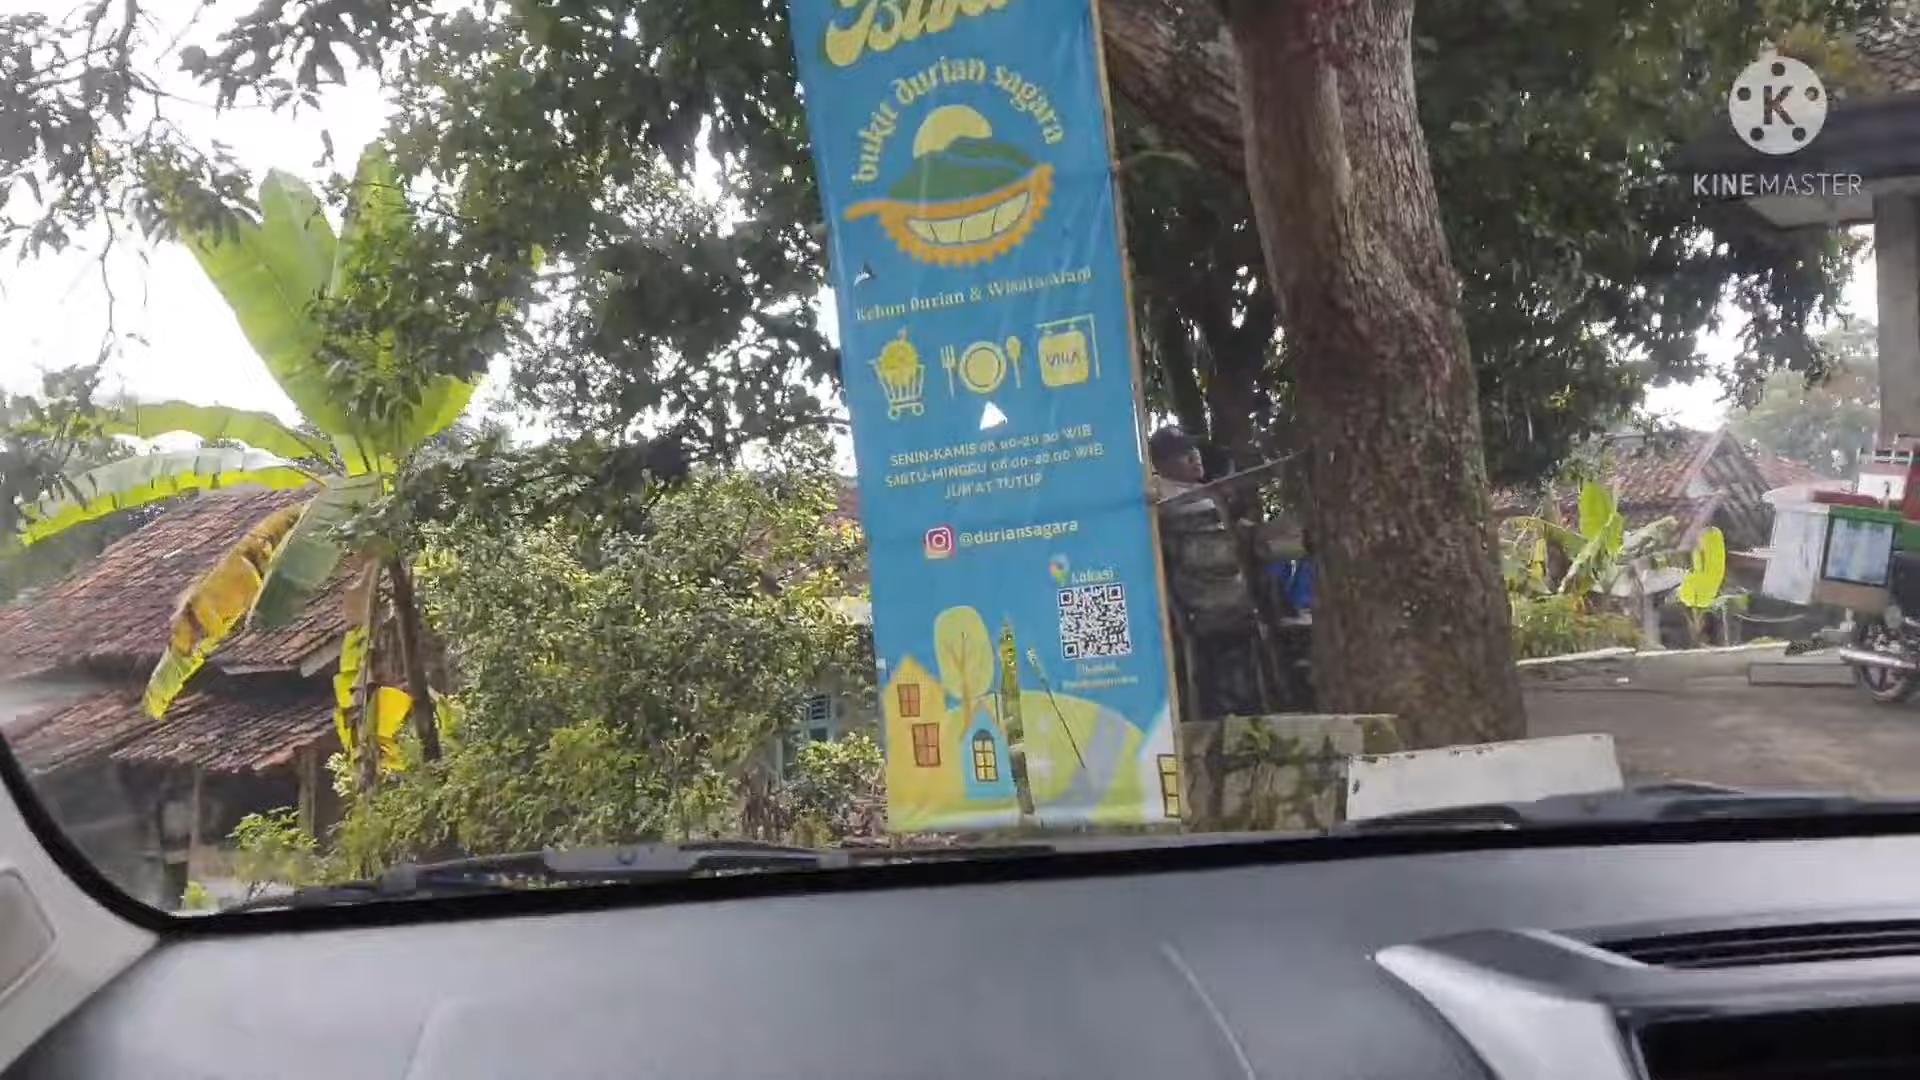 bukit durian sagara
Kebun Durian & Wisata Alam
VILLA
SENIN-KAMIS 08.00-20.00 WIB
SABTU-MINGGU 08.00-20.00 WIB
JUM'AT TUTUP
@duriansagara
Lokasi
K
KINEMASTER